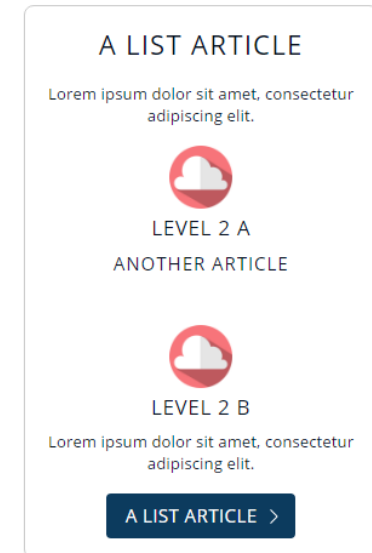 A LIST ARTICLE
Lorem ipsum dolor sit amet, consectetur
adipiscing elit.
LEVEL 2 A
ANOTHER ARTICLE
LEVEL 2 B
Lorem ipsum dolor sit amet, consectetur
adipiscing elit.
A LIST ARTICLE